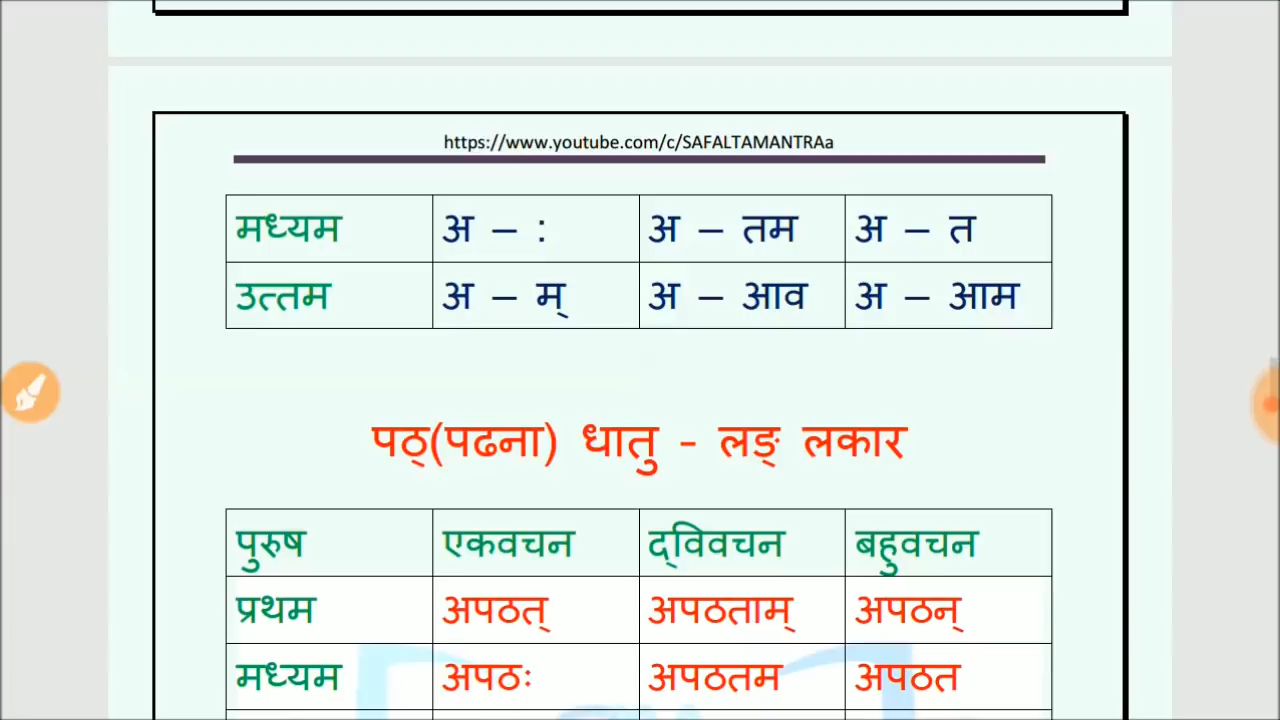 https://www.youtube.com/c/SAFALTAMANTRAa
मध्यम अ – : अ – तम अ – त
उत्तम अ – म् अ – आव अ – आम
पठ्(पढना) धातु - लङ् लकार
पुरुष एकवचन द्विवचन बहुवचन
प्रथम अपठत् अपठताम् अपठन्
मध्यम अपठः अपठतम अपठत